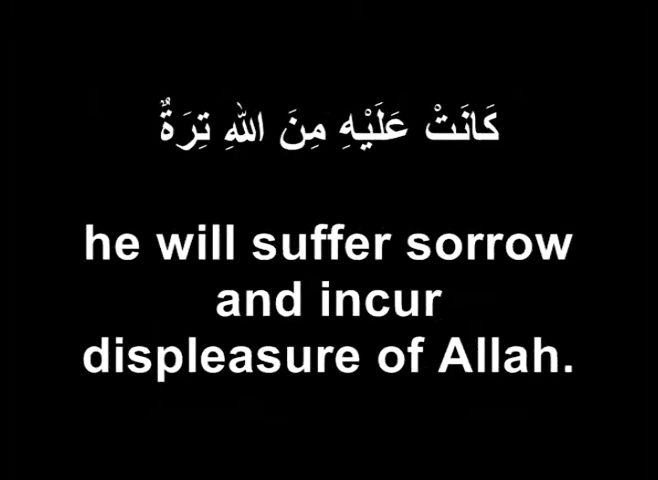 كَانَتْ عَلَيْهِ مِنَ اللهِ تِرَةٌ
he will suffer sorrow
and incur
displeasure of Allah.